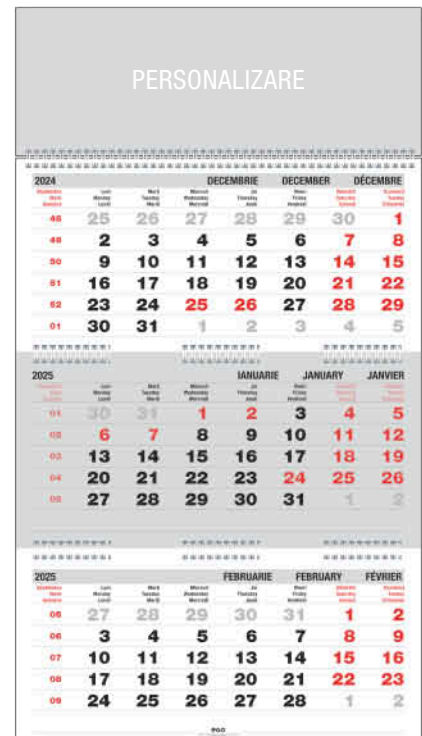 PERSONALIZARE
2024 DECEMBRIE DECEMBER DÉCEMBRE
48 25 26 27 28 29 30 1
49 2 3 4 5 6 7 8
50 9 10 11 12 13 14 15
51 16 17 18 19 20 21 22
52 23 24 25 26 27 28 29
01 30 31 1 2 3 4 5
2025 IANUARIE JANUARY JANVIER
01 30 31 1 2 3 4 5
02 6 7 8 9 10 11 12
03 13 14 15 16 17 18 19
04 20 21 22 23 24 25 26
05 27 28 29 30 31 1 2
2025 FEBRUARIE FEBRUARY FÉVRIER
05 27 28 29 30 31 1 2
06 3 4 5 6 7 8 9
07 10 11 12 13 14 15 16
08 17 18 19 20 21 22 23
09 24 25 26 27 28 1 2